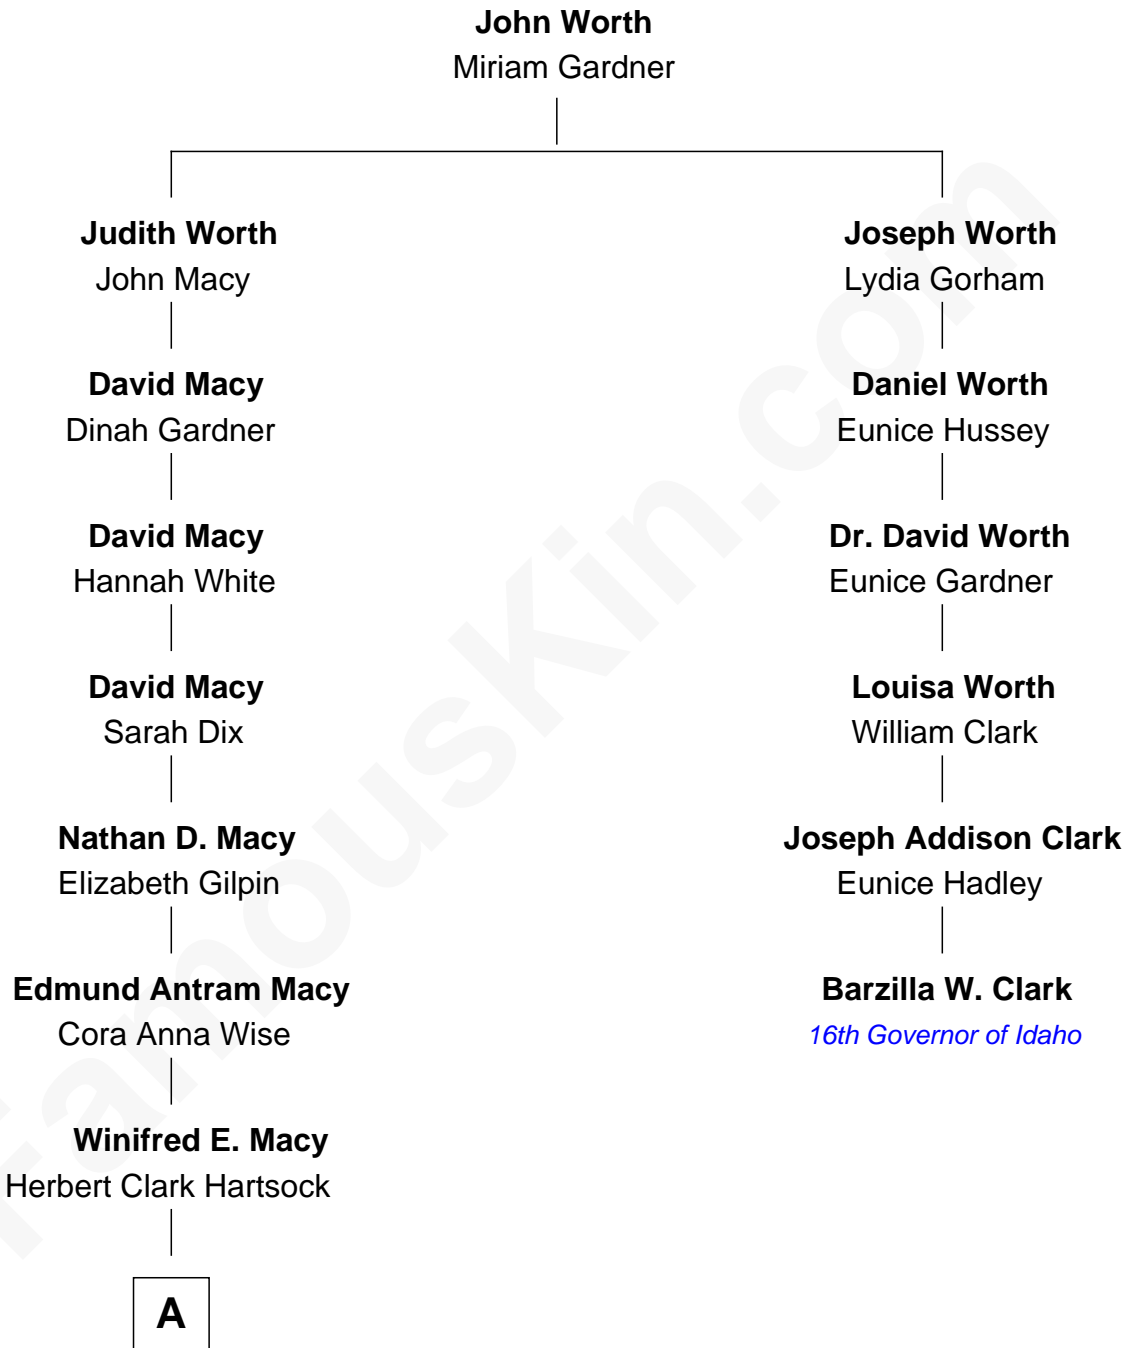 John Worth
Miriam Gardner
Judith Worth
John Macy
David Macy
Dinah Gardner
David Macy
Hannah White
David Macy
Sarah Dix
Nathan D. Macy
Elizabeth Gilpin
Edmund Antram Macy
Cora Anna Wise
Winifred E. Macy
Herbert Clark Hartsock
A
Joseph Worth
Lydia Gorham
Daniel Worth
Eunice Hussey
Dr. David Worth
Eunice Gardner
Louisa Worth
William Clark
Joseph Addison Clark
Eunice Hadley
Barzilla W. Clark
16th Governor of Idaho
FamousKin.com